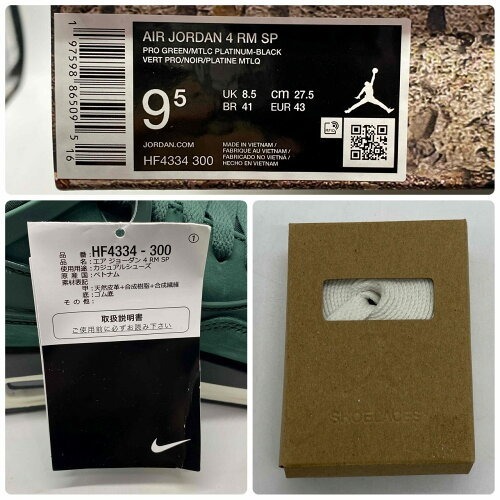 AIR JORDAN 4 RM SP
PRO GREEN/MTLC PLATINUM-BLACK
VERT PRO/NOIR/PLATINE MTLQ
9 5
UK 8.5 cm 27.5
BR 41 EUR 43
JORDAN.COM
HF4334 300
MADE IN VIETNAM /
FABRIQUE AU VIETNAM /
FABRICADO NO VIETNÃ /
HECHO EN VIETNAM
RFID
1 97598 86509 5 16
①
品 番 : HF4334 - 300
品 名 : エア ジョーダン 4 RM SP
使用用途 : カジュアルシューズ
原 産 国 : ベトナム
素材表記
甲 : 天然皮革+合成樹脂+合成繊維
底 : ゴム底
その他 :
取扱説明書
ご使用前に必ずお読み下さい
SHOELACES